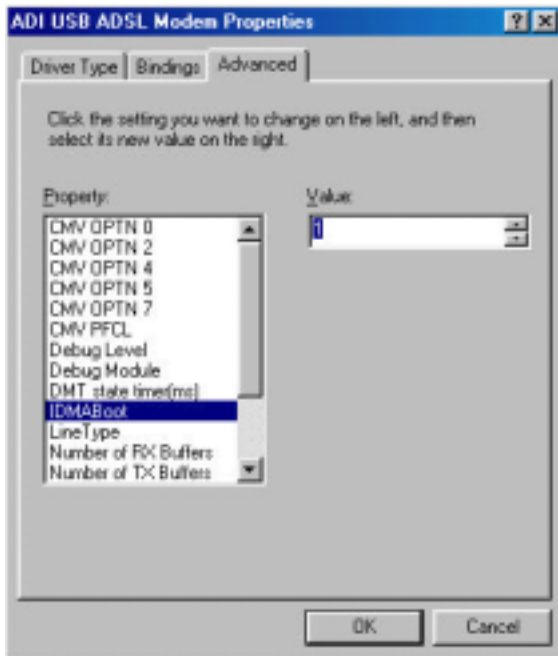 ADI USB ADSL Modem Properties
Driver Type Bindings Advanced
Click the setting you want to change on the left, and then
select its new value on the right.
Property: Value:
CMV OPTN 0 1
CMV OPTN 2
CMV OPTN 4
CMV OPTN 5
CMV OPTN 7
CMV PFCL
Debug Level
Debug Module
DMT state timer(ms)
IDMABoot
LineType
Number of RX Buffers
Number of TX Buffers
OK Cancel